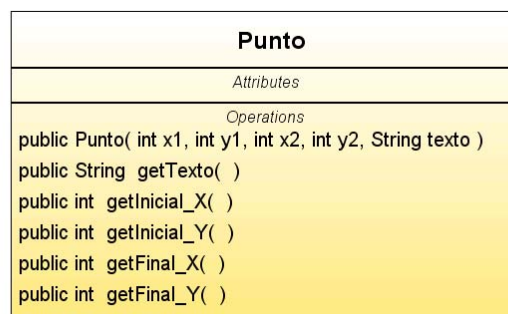 Punto
Attributes
Operations
public Punto( int x1, int y1, int x2, int y2, String texto )
public String getTexto( )
public int getInicial_X( )
public int getInicial_Y( )
public int getFinal_X( )
public int getFinal_Y( )